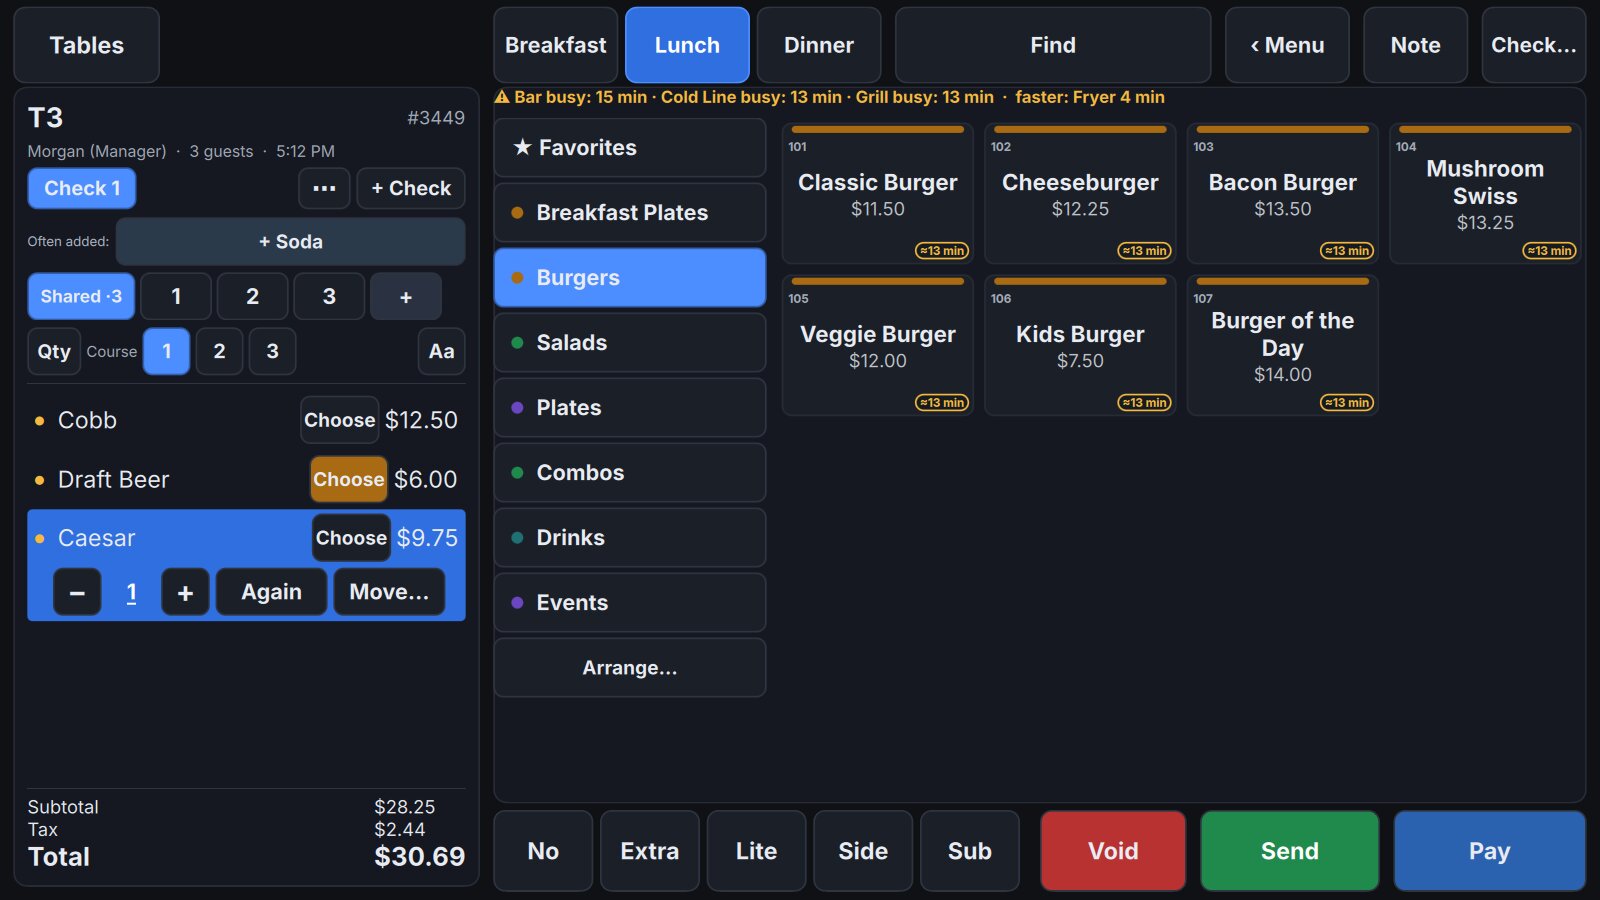 Tables
Breakfast
Lunch
Dinner
Find
‹ Menu
Note
Check...
T3
#3449
Morgan (Manager) · 3 guests · 5:12 PM
Check 1
...
+ Check
Often added:
+ Soda
Shared ·3
1
2
3
+
Qty
Course
1
2
3
Aa
Cobb
Choose
$12.50
Draft Beer
Choose
$6.00
Caesar
Choose
$9.75
−
1
+
Again
Move...
Subtotal
$28.25
Tax
$2.44
Total
$30.69
⚠ Bar busy: 15 min · Cold Line busy: 13 min · Grill busy: 13 min · faster: Fryer 4 min
★ Favorites
Breakfast Plates
Burgers
Salads
Plates
Combos
Drinks
Events
Arrange...
101
Classic Burger
$11.50
≈13 min
102
Cheeseburger
$12.25
≈13 min
103
Bacon Burger
$13.50
≈13 min
104
Mushroom
Swiss
$13.25
≈13 min
105
Veggie Burger
$12.00
≈13 min
106
Kids Burger
$7.50
≈13 min
107
Burger of the
Day
$14.00
≈13 min
No
Extra
Lite
Side
Sub
Void
Send
Pay